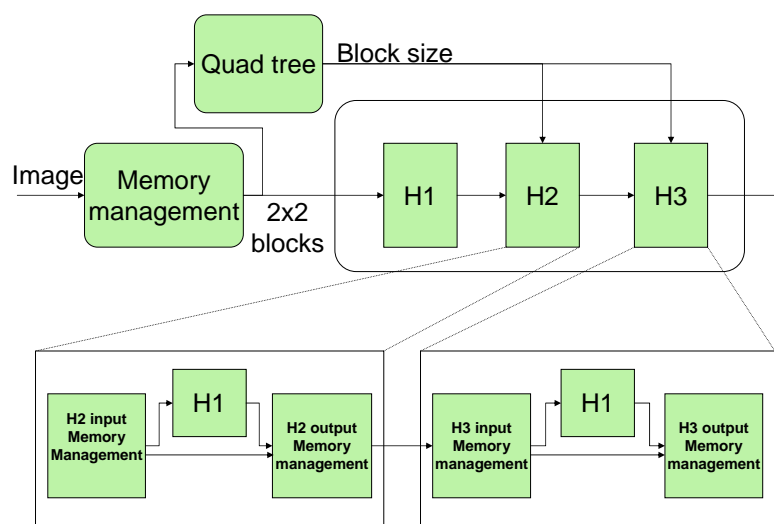 Quad tree
Block size
Image
Memory
management
2x2
blocks
H1
H2
H3
H2 input
Memory
Management
H1
H2 output
Memory
management
H3 input
Memory
management
H1
H3 output
Memory
management